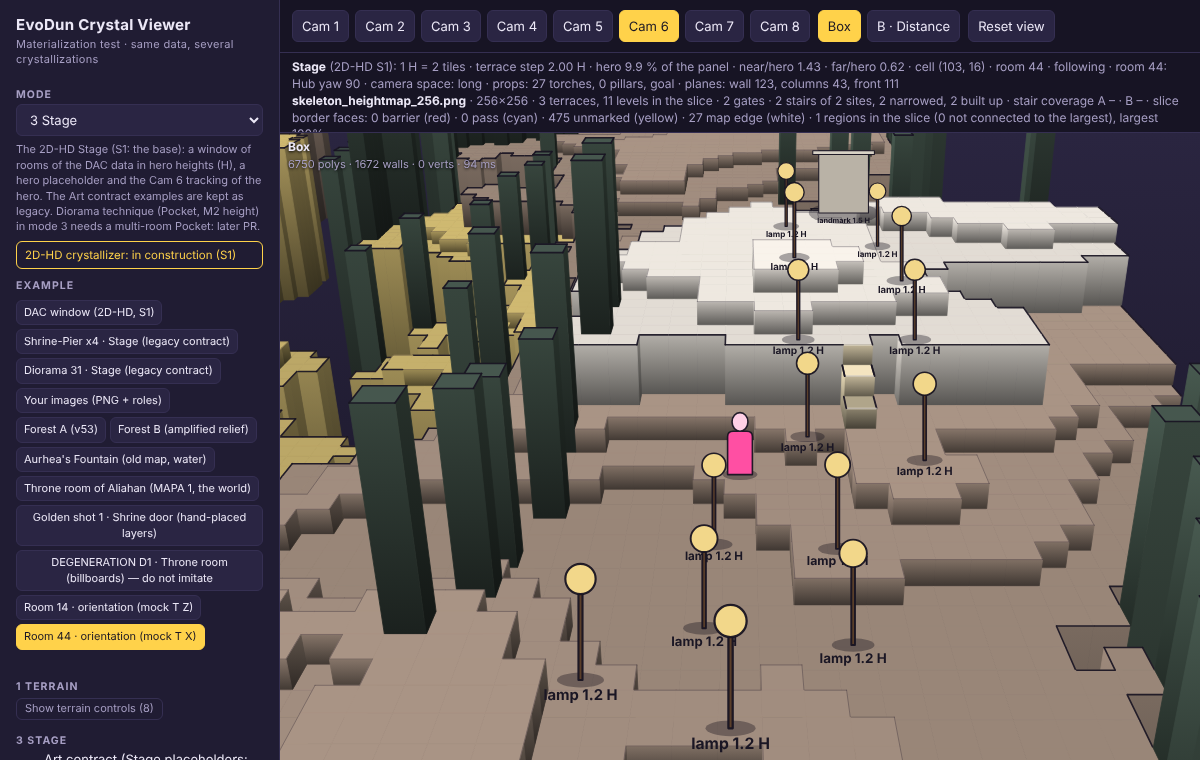 EvoDun Crystal Viewer
Materialization test · same data, several
crystallizations
MODE
3 Stage
The 2D-HD Stage (S1: the base): a window of
rooms of the DAC data in hero heights (H), a
hero placeholder and the Cam 6 tracking of the
hero. The Art contract examples are kept as
legacy. Diorama technique (Pocket, M2 height)
in mode 3 needs a multi-room Pocket: later PR.
2D-HD crystallizer: in construction (S1)
EXAMPLE
DAC window (2D-HD, S1)
Shrine-Pier x4 · Stage (legacy contract)
Diorama 31 · Stage (legacy contract)
Your images (PNG + roles)
Forest A (v53) Forest B (amplified relief)
Aurhea's Fountain (old map, water)
Throne room of Aliahan (MAPA 1, the world)
Golden shot 1 · Shrine door (hand-placed
layers)
DEGENERATION D1 · Throne room
(billboards) — do not imitate
Room 14 · orientation (mock T Z)
Room 44 · orientation (mock T X)
1 TERRAIN
Show terrain controls (8)
3 STAGE
Art contract (Stage placeholders:
Cam 1 Cam 2 Cam 3 Cam 4 Cam 5 Cam 6 Cam 7 Cam 8 Box B · Distance Reset view
Stage (2D-HD S1): 1 H = 2 tiles · terrace step 2.00 H · hero 9.9 % of the panel · near/hero 1.43 · far/hero 0.62 · cell (103, 16) · room 44 · following · room 44:
Hub yaw 90 · camera space: long · props: 27 torches, 0 pillars, goal · planes: wall 123, columns 43, front 111
skeleton_heightmap_256.png · 256×256 · 3 terraces, 11 levels in the slice · 2 gates · 2 stairs of 2 sites, 2 narrowed, 2 built up · stair coverage A – · B – · slice
border faces: 0 barrier (red) · 0 pass (cyan) · 475 unmarked (yellow) · 27 map edge (white) · 1 regions in the slice (0 not connected to the largest), largest
100%
Box
6750 polys · 1672 walls · 0 verts · 94 ms
landmark 1.5 H
lamp 1.2 H
lamp 1.2 H
lamp H
lamp 1.2 H
lamp 1.2 H
lamp 1.2 H
lamp 1.2 H
lamp 1.2 H
lamp 1.2 H
lamp
lamp 1.2
lamp 1.2 H
lamp 1.2 H
lamp 1.2 H